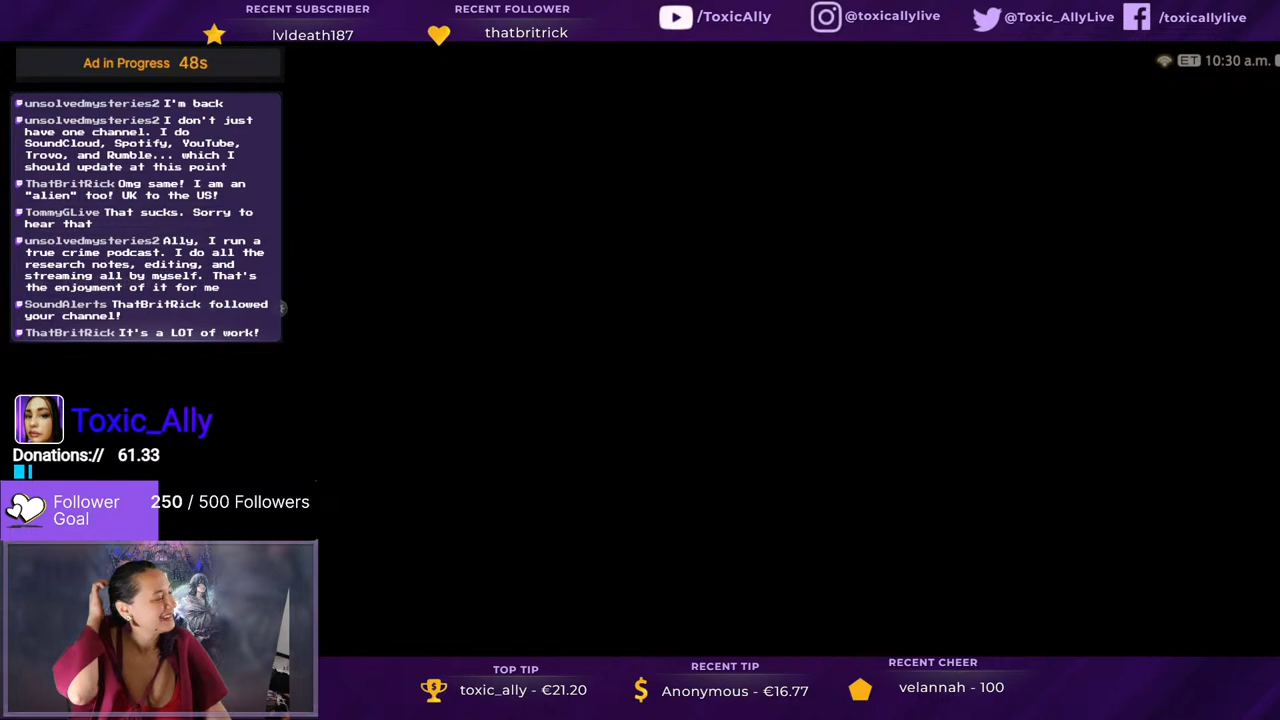 RECENT SUBSCRIBER
lvldeath187
RECENT FOLLOWER
thatbritrick
/ToxicAlly
@toxicallylive
@Toxic_AllyLive
/toxicallylive
Ad in Progress 48s
ET 10:30 a.m.
unsolvedmysteries2 I'm back
unsolvedmysteries2 I don't just
have one channel. I do
SoundCloud, Spotify, YouTube,
Trovo, and Rumble... which I
should update at this point
ThatBritRick Omg same! I am an
"alien" too! UK to the US!
TommyGLive That sucks. Sorry to
hear that
unsolvedmysteries2 Ally, I run a
true crime podcast. I do all the
research notes, editing, and
streaming all by myself. That's
the enjoyment of it for me
SoundAlerts ThatBritRick followed
your channel!
ThatBritRick It's a LOT of work!
Toxic_Ally
Donations:// 61.33
Follower
Goal
250 / 500 Followers
TOP TIP
toxic_ally - €21.20
RECENT TIP
Anonymous - €16.77
RECENT CHEER
velannah - 100